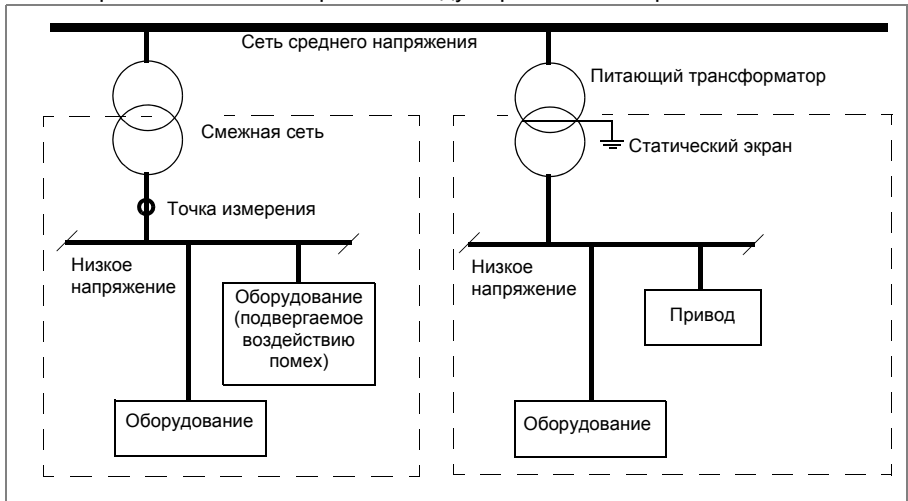 Сеть среднего напряжения
Питающий трансформатор
Смежная сеть
Статический экран
Точка измерения
Низкое
напряжение
Оборудование
(подвергаемое
воздействию
помех)
Оборудование
Низкое
напряжение
Привод
Оборудование